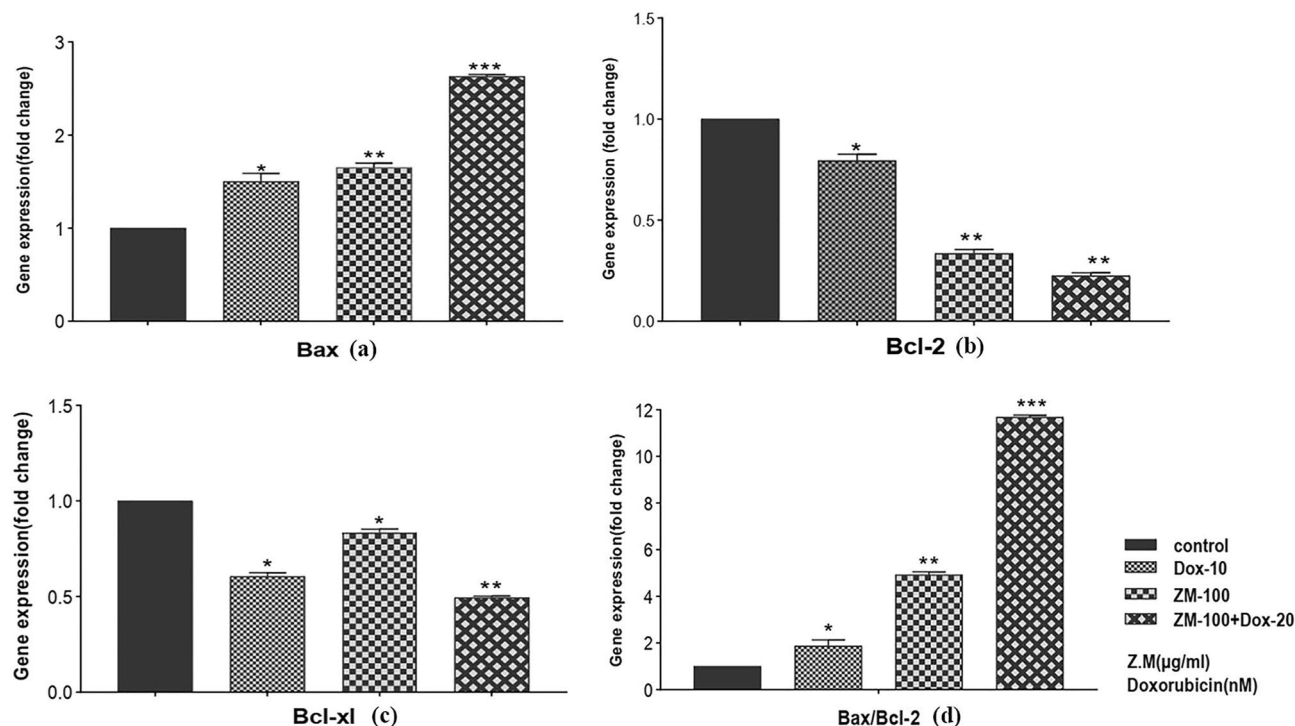 Gene expression(fold change)
3
2
1
0
*
**
***
Bax (a)
Gene expression (fold change)
1.5
1.0
0.5
0.0
*
**
**
Bcl-2 (b)
Gene expression(fold change)
1.5
1.0
0.5
0.0
*
*
**
Bcl-xl (c)
Gene expression(fold change)
12
10
8
6
4
2
0
*
**
***
Bax/Bcl-2 (d)
control
Dox-10
ZM-100
ZM-100+Dox-20
Z.M(µg/ml)
Doxorubicin(nM)